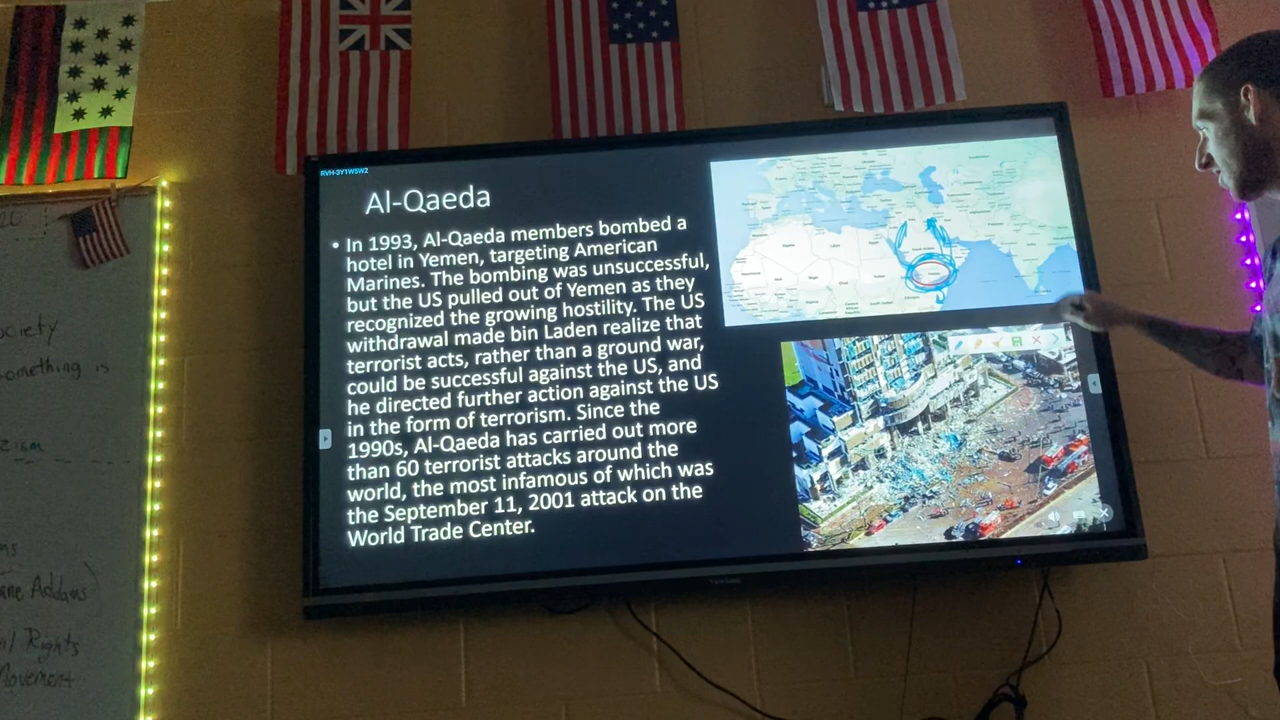 RVH-3Y1W5W2
Al-Qaeda
• In 1993, Al-Qaeda members bombed a
hotel in Yemen, targeting American
Marines. The bombing was unsuccessful,
but the US pulled out of Yemen as they
recognized the growing hostility. The US
withdrawal made bin Laden realize that
terrorist acts, rather than a ground war,
could be successful against the US, and
he directed further action against the US
in the form of terrorism. Since the
1990s, Al-Qaeda has carried out more
than 60 terrorist attacks around the
world, the most infamous of which was
the September 11, 2001 attack on the
World Trade Center.
ociety
omething is
ane Addams
Rights
Movement